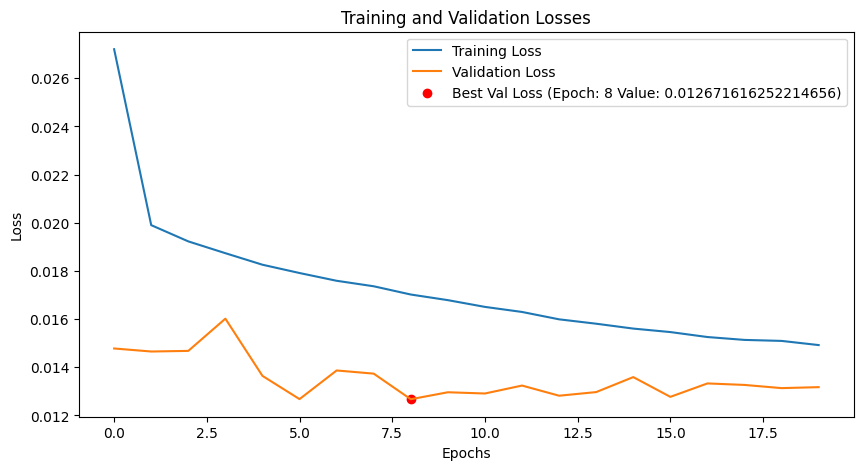 Training and Validation Losses
Training Loss
Validation Loss
Best Val Loss (Epoch: 8 Value: 0.012671616252214656)
0.026
0.024
0.022
0.020
0.018
0.016
0.014
0.012
Loss
0.0 2.5 5.0 7.5 10.0 12.5 15.0 17.5
Epochs